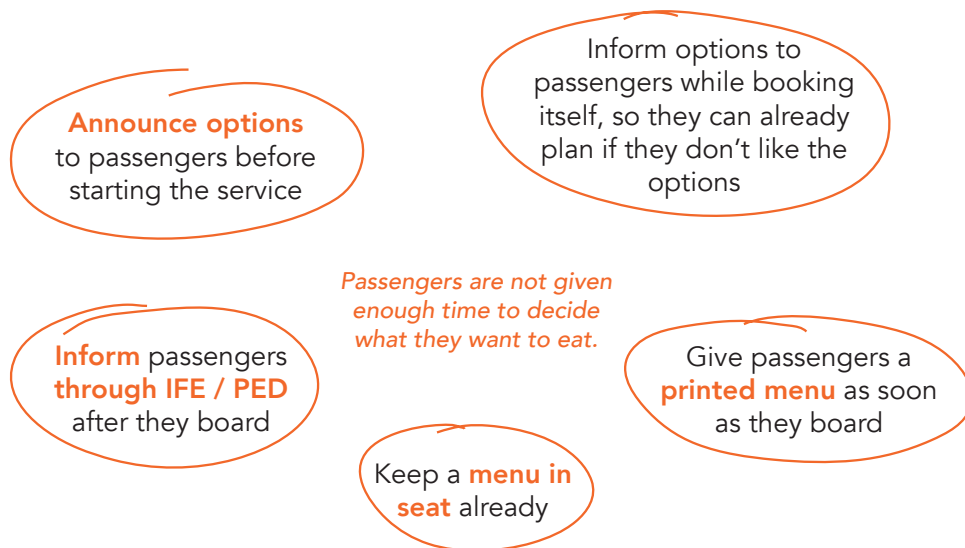 Announce options
to passengers before
starting the service
Inform options to
passengers while booking
itself, so they can already
plan if they don’t like the
options
Passengers are not given
enough time to decide
what they want to eat.
Inform passengers
through IFE / PED
after they board
Give passengers a
printed menu as soon
as they board
Keep a menu in
seat already